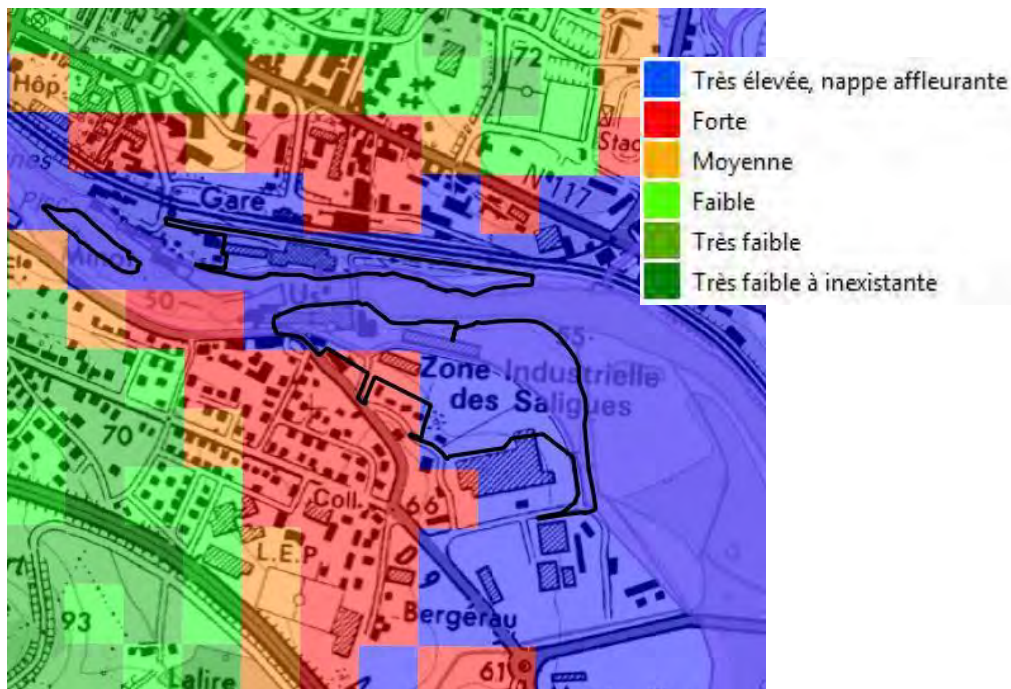 72
Hôp.
Stad
N° 117
Gare
Us
50
55
Zone Industrielle
des Saligues
70
Coll.
66
L.E.P
93
Bergérau
Lalire
61
Très élevée, nappe affleurante
Forte
Moyenne
Faible
Très faible
Très faible à inexistante